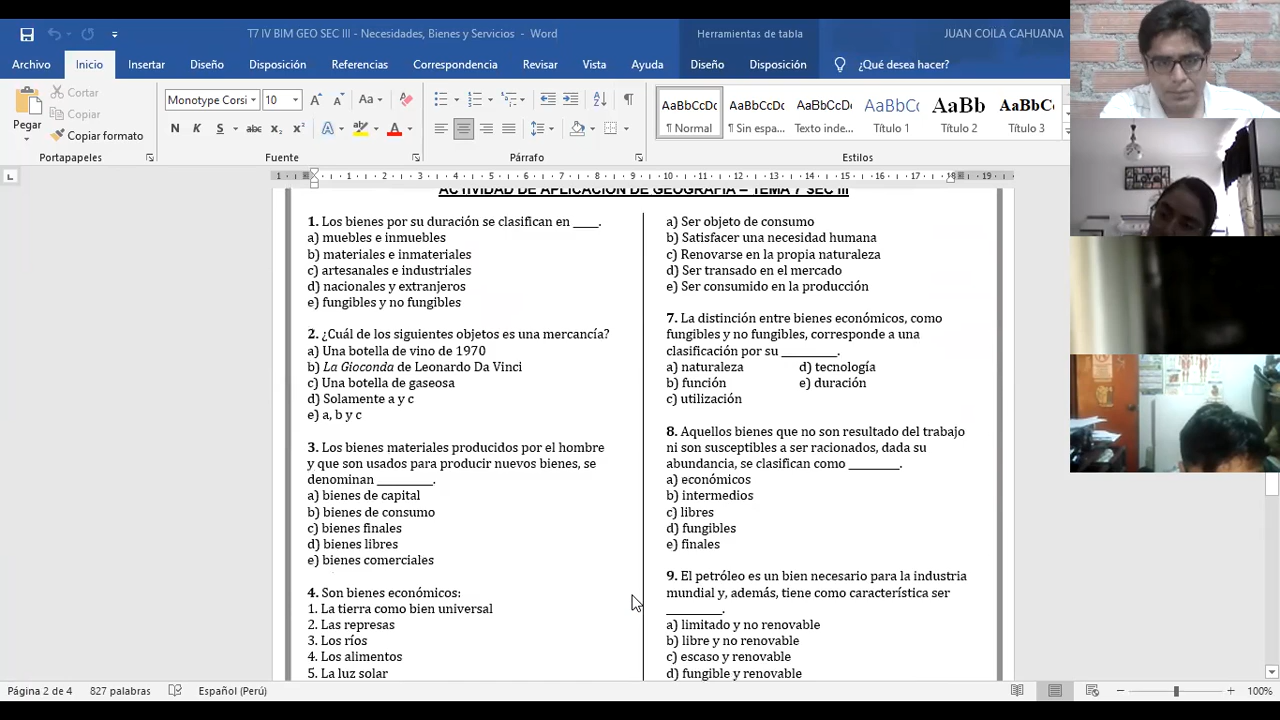 T7 IV BIM GEO SEC III - Necesidades, Bienes y Servicios - Word
Herramientas de tabla
JUAN COILA CAHUANA
Archivo
Inicio
Insertar
Diseño
Disposición
Referencias
Correspondencia
Revisar
Vista
Ayuda
Diseño
Disposición
¿Qué desea hacer?
Pegar
Cortar
Copiar
Copiar formato
Portapapeles
Monotype Corsi
10
Fuente
Párrafo
AaBbCcDc
¶ Normal
AaBbCcDc
¶ Sin espa...
AaBbCcDc
Texto inde...
AaBbCc
Título 1
AaBb
Título 2
AaBbC
Título 3
Estilos
ACTIVIDAD DE APLICACIÓN DE GEOGRAFÍA – TEMA 7 SEC III
1. Los bienes por su duración se clasifican en ____.
a) muebles e inmuebles
b) materiales e inmateriales
c) artesanales e industriales
d) nacionales y extranjeros
e) fungibles y no fungibles
2. ¿Cuál de los siguientes objetos es una mercancía?
a) Una botella de vino de 1970
b) La Gioconda de Leonardo Da Vinci
c) Una botella de gaseosa
d) Solamente a y c
e) a, b y c
3. Los bienes materiales producidos por el hombre
y que son usados para producir nuevos bienes, se
denominan _________.
a) bienes de capital
b) bienes de consumo
c) bienes finales
d) bienes libres
e) bienes comerciales
4. Son bienes económicos:
1. La tierra como bien universal
2. Las represas
3. Los ríos
4. Los alimentos
5. La luz solar
a) Ser objeto de consumo
b) Satisfacer una necesidad humana
c) Renovarse en la propia naturaleza
d) Ser transado en el mercado
e) Ser consumido en la producción
7. La distinción entre bienes económicos, como
fungibles y no fungibles, corresponde a una
clasificación por su _________.
a) naturaleza d) tecnología
b) función e) duración
c) utilización
8. Aquellos bienes que no son resultado del trabajo
ni son susceptibles a ser racionados, dada su
abundancia, se clasifican como ________.
a) económicos
b) intermedios
c) libres
d) fungibles
e) finales
9. El petróleo es un bien necesario para la industria
mundial y, además, tiene como característica ser
_________.
a) limitado y no renovable
b) libre y no renovable
c) escaso y renovable
d) fungible y renovable
Página 2 de 4
827 palabras
Español (Perú)
100%